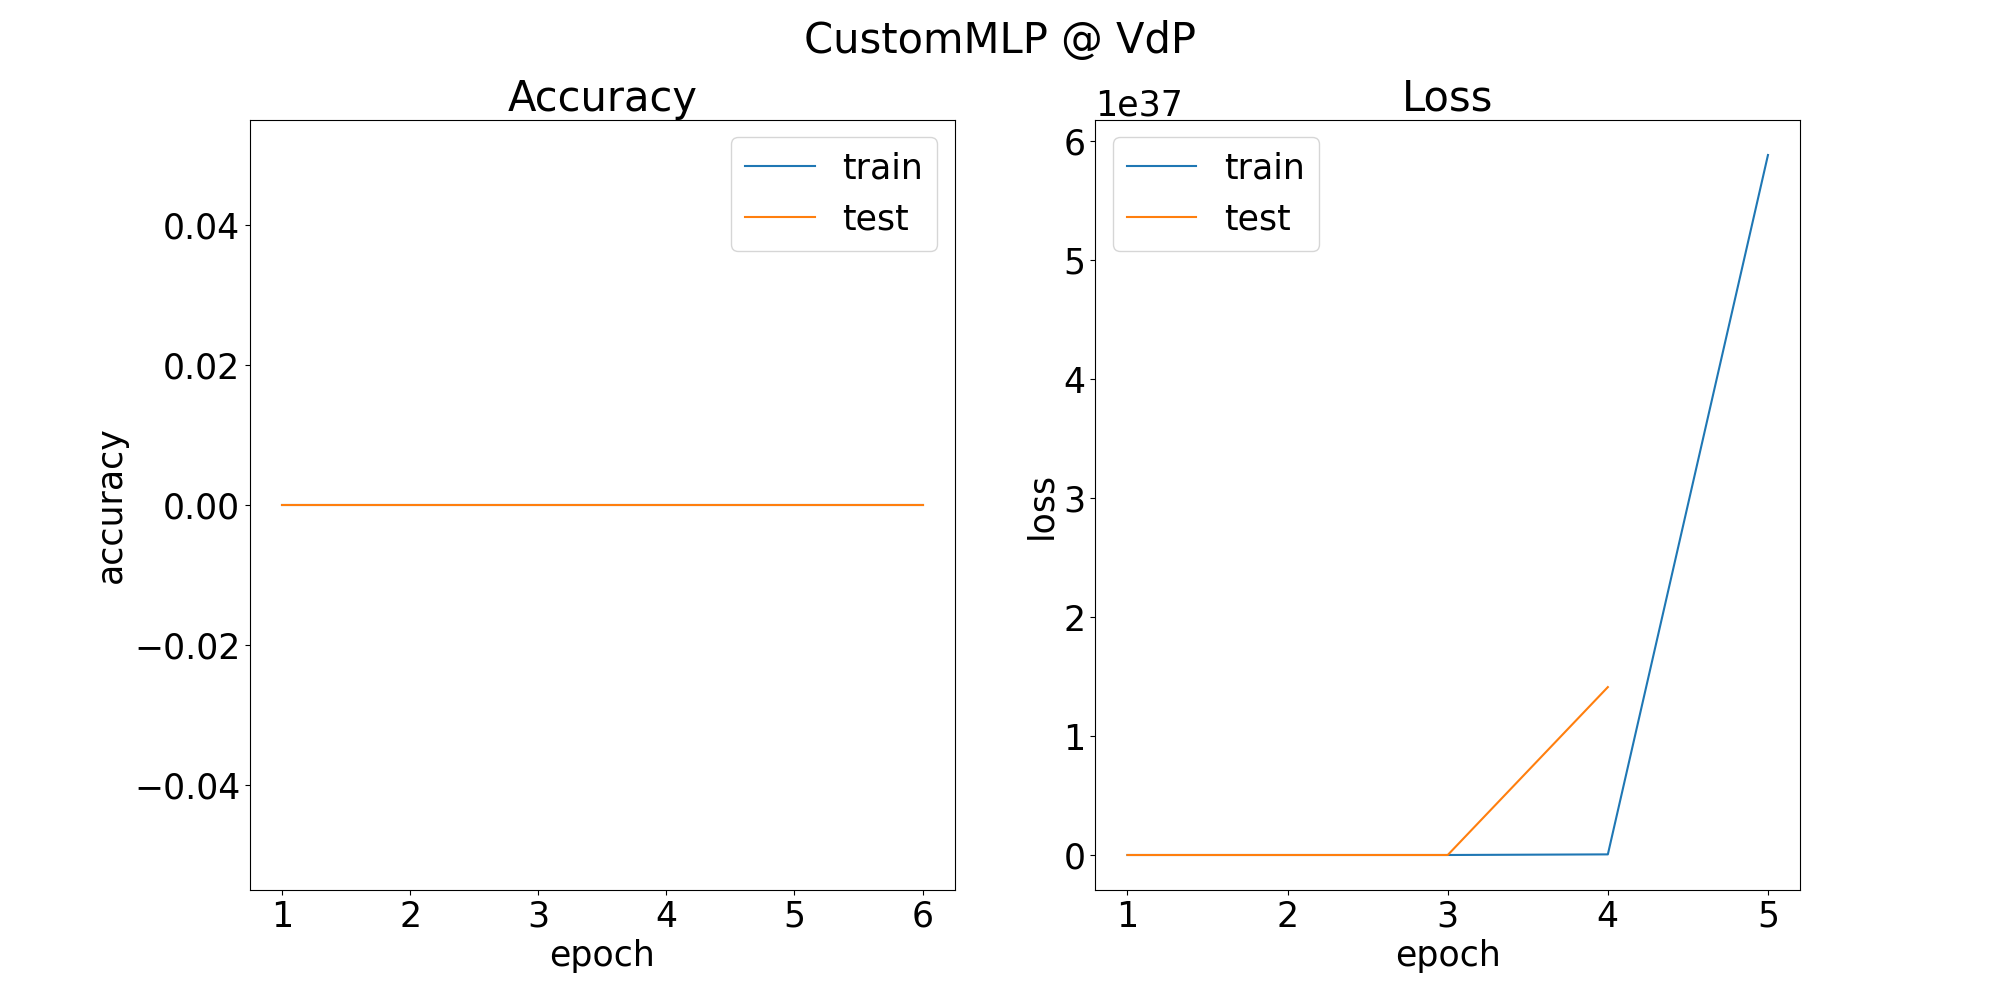 CustomMLP @ VdP
Accuracy
train
test
0.04
0.02
0.00
−0.02
−0.04
accuracy
1 2 3 4 5 6
epoch
Loss
1e37
train
test
6
5
4
3
2
1
0
loss
1 2 3 4 5
epoch